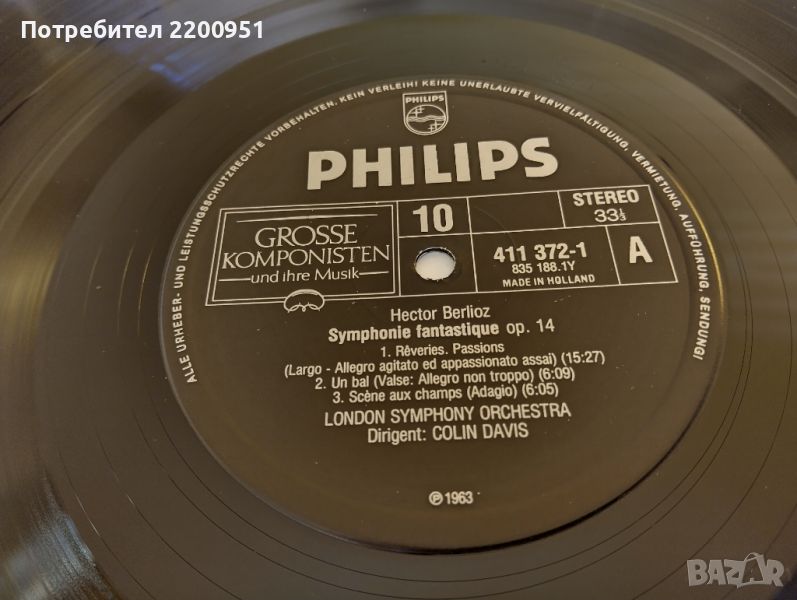 Потребител 2200951
ALLE URHEBER- UND LEISTUNGSSCHUTZRECHTE VORBEHALTEN. KEIN VERLEIH! KEINE UNERLAUBTE VERVIELFÄLTIGUNG, VERMIETUNG, AUFFÜHRUNG, SENDUNG!
PHILIPS
PHILIPS
GROSSE
KOMPONISTEN
und ihre Musik
10
STEREO
33⅓
411 372-1
835 188.1Y
MADE IN HOLLAND
A
Hector Berlioz
Symphonie fantastique op. 14
1. Rêveries. Passions
(Largo - Allegro agitato ed appassionato assai) (15:27)
2. Un bal (Valse: Allegro non troppo) (6:09)
3. Scène aux champs (Adagio) (6:05)
LONDON SYMPHONY ORCHESTRA
Dirigent: COLIN DAVIS
℗ 1963
BAZAR